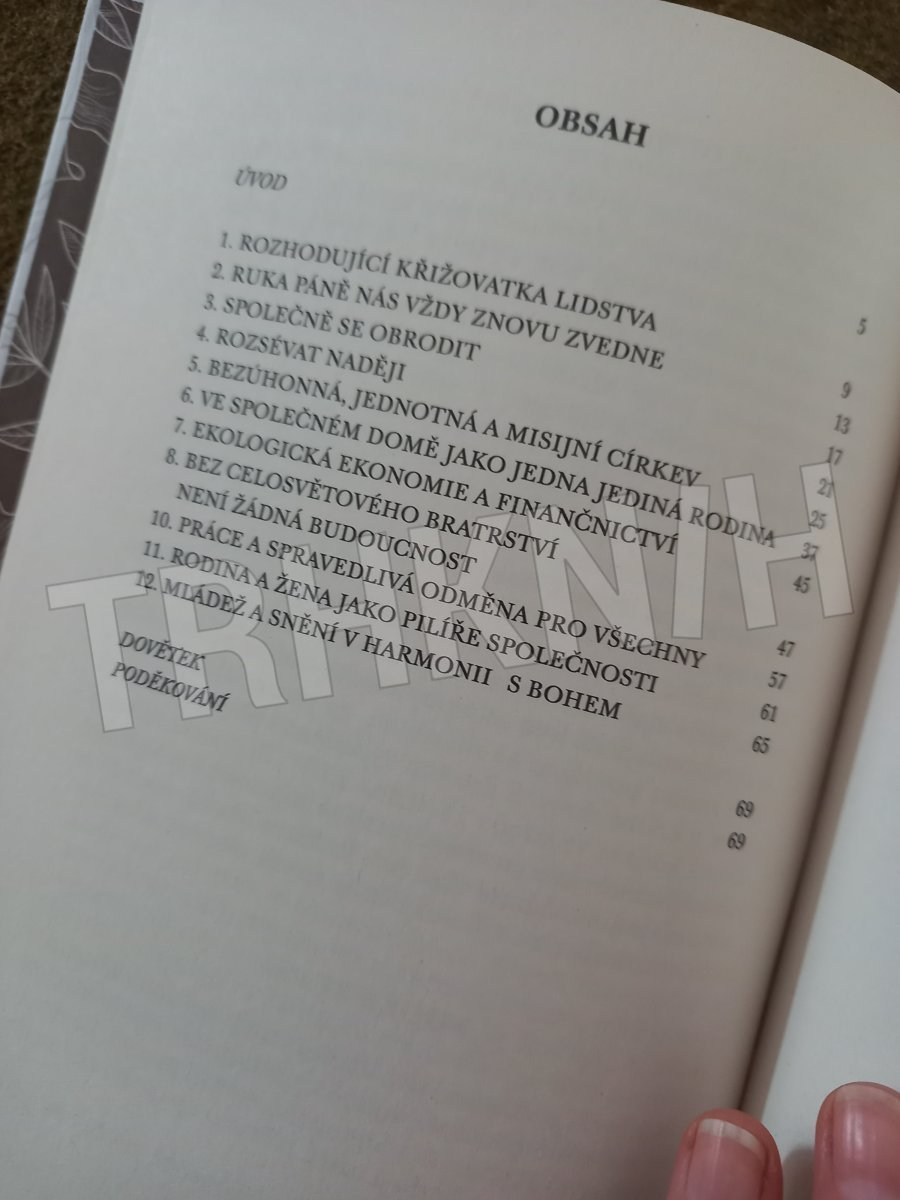 OBSAH
ÚVOD 5
1. ROZHODUJÍCÍ KŘIŽOVATKA LIDSTVA 9
2. RUKA PÁNĚ NÁS VŽDY ZNOVU ZVEDNE 13
3. SPOLEČNĚ SE OBRODIT 17
4. ROZSÉVAT NADĚJI 21
5. BEZÚHONNÁ, JEDNOTNÁ A MISIJNÍ CÍRKEV 25
6. VE SPOLEČNÉM DOMĚ JAKO JEDNA JEDINÁ RODINA 37
7. EKOLOGICKÁ EKONOMIE A FINANČNICTVÍ 45
8. BEZ CELOSVĚTOVÉHO BRATRSTVÍ
NENÍ ŽÁDNÁ BUDOUCNOST 47
10. PRÁCE A SPRAVEDLIVÁ ODMĚNA PRO VŠECHNY 57
11. RODINA A ŽENA JAKO PILÍŘE SPOLEČNOSTI 61
12. MLÁDEŽ A SNĚNÍ V HARMONII S BOHEM 65
DOVĚTEK 69
PODĚKOVÁNÍ 69
TRHKNIH